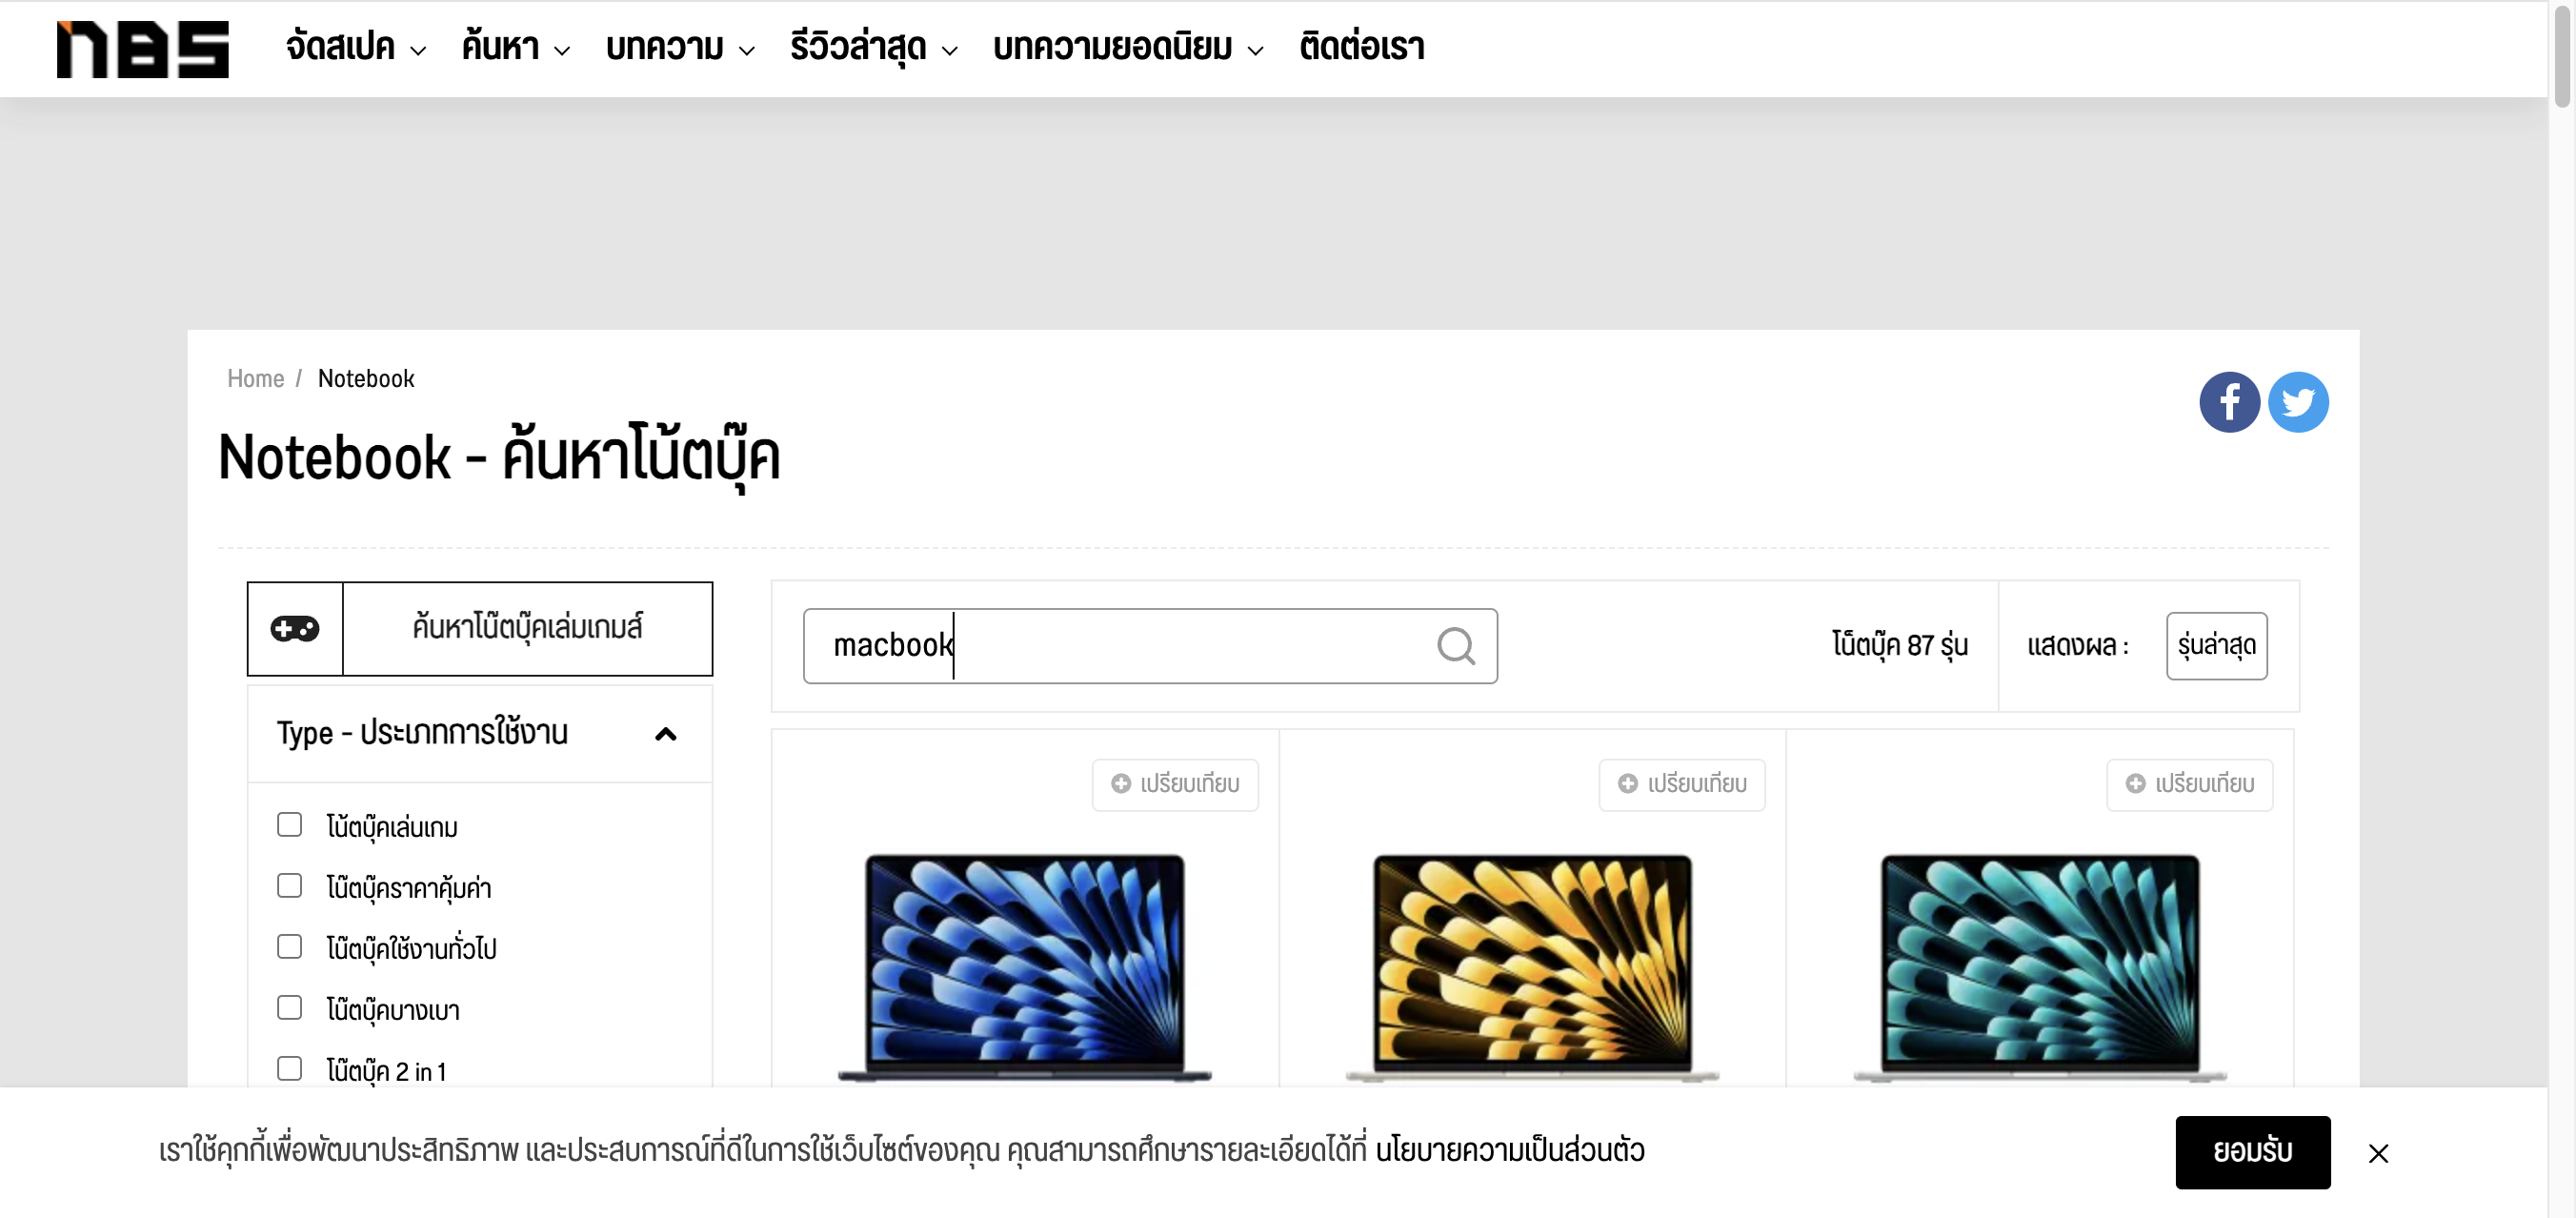 nbs
จัดสเปค ค้นหา บทความ รีวิวล่าสุด บทความยอดนิยม ติดต่อเรา
Home / Notebook
Notebook - ค้นหาโน้ตบุ๊ค
ค้นหาโน๊ตบุ๊คเล่มเกมส์
macbook
โน็ตบุ๊ค 87 รุ่น
แสดงผล :
รุ่นล่าสุด
Type - ประเภทการใช้งาน
เปรียบเทียบ
เปรียบเทียบ
เปรียบเทียบ
โน้ตบุ๊คเล่นเกม
โน๊ตบุ๊คราคาคุ้มค่า
โน๊ตบุ๊คใช้งานทั่วไป
โน๊ตบุ๊คบางเบา
โน๊ตบุ๊ค 2 in 1
เราใช้คุกกี้เพื่อพัฒนาประสิทธิภาพ และประสบการณ์ที่ดีในการใช้เว็บไซต์ของคุณ คุณสามารถศึกษารายละเอียดได้ที่ นโยบายความเป็นส่วนตัว
ยอมรับ